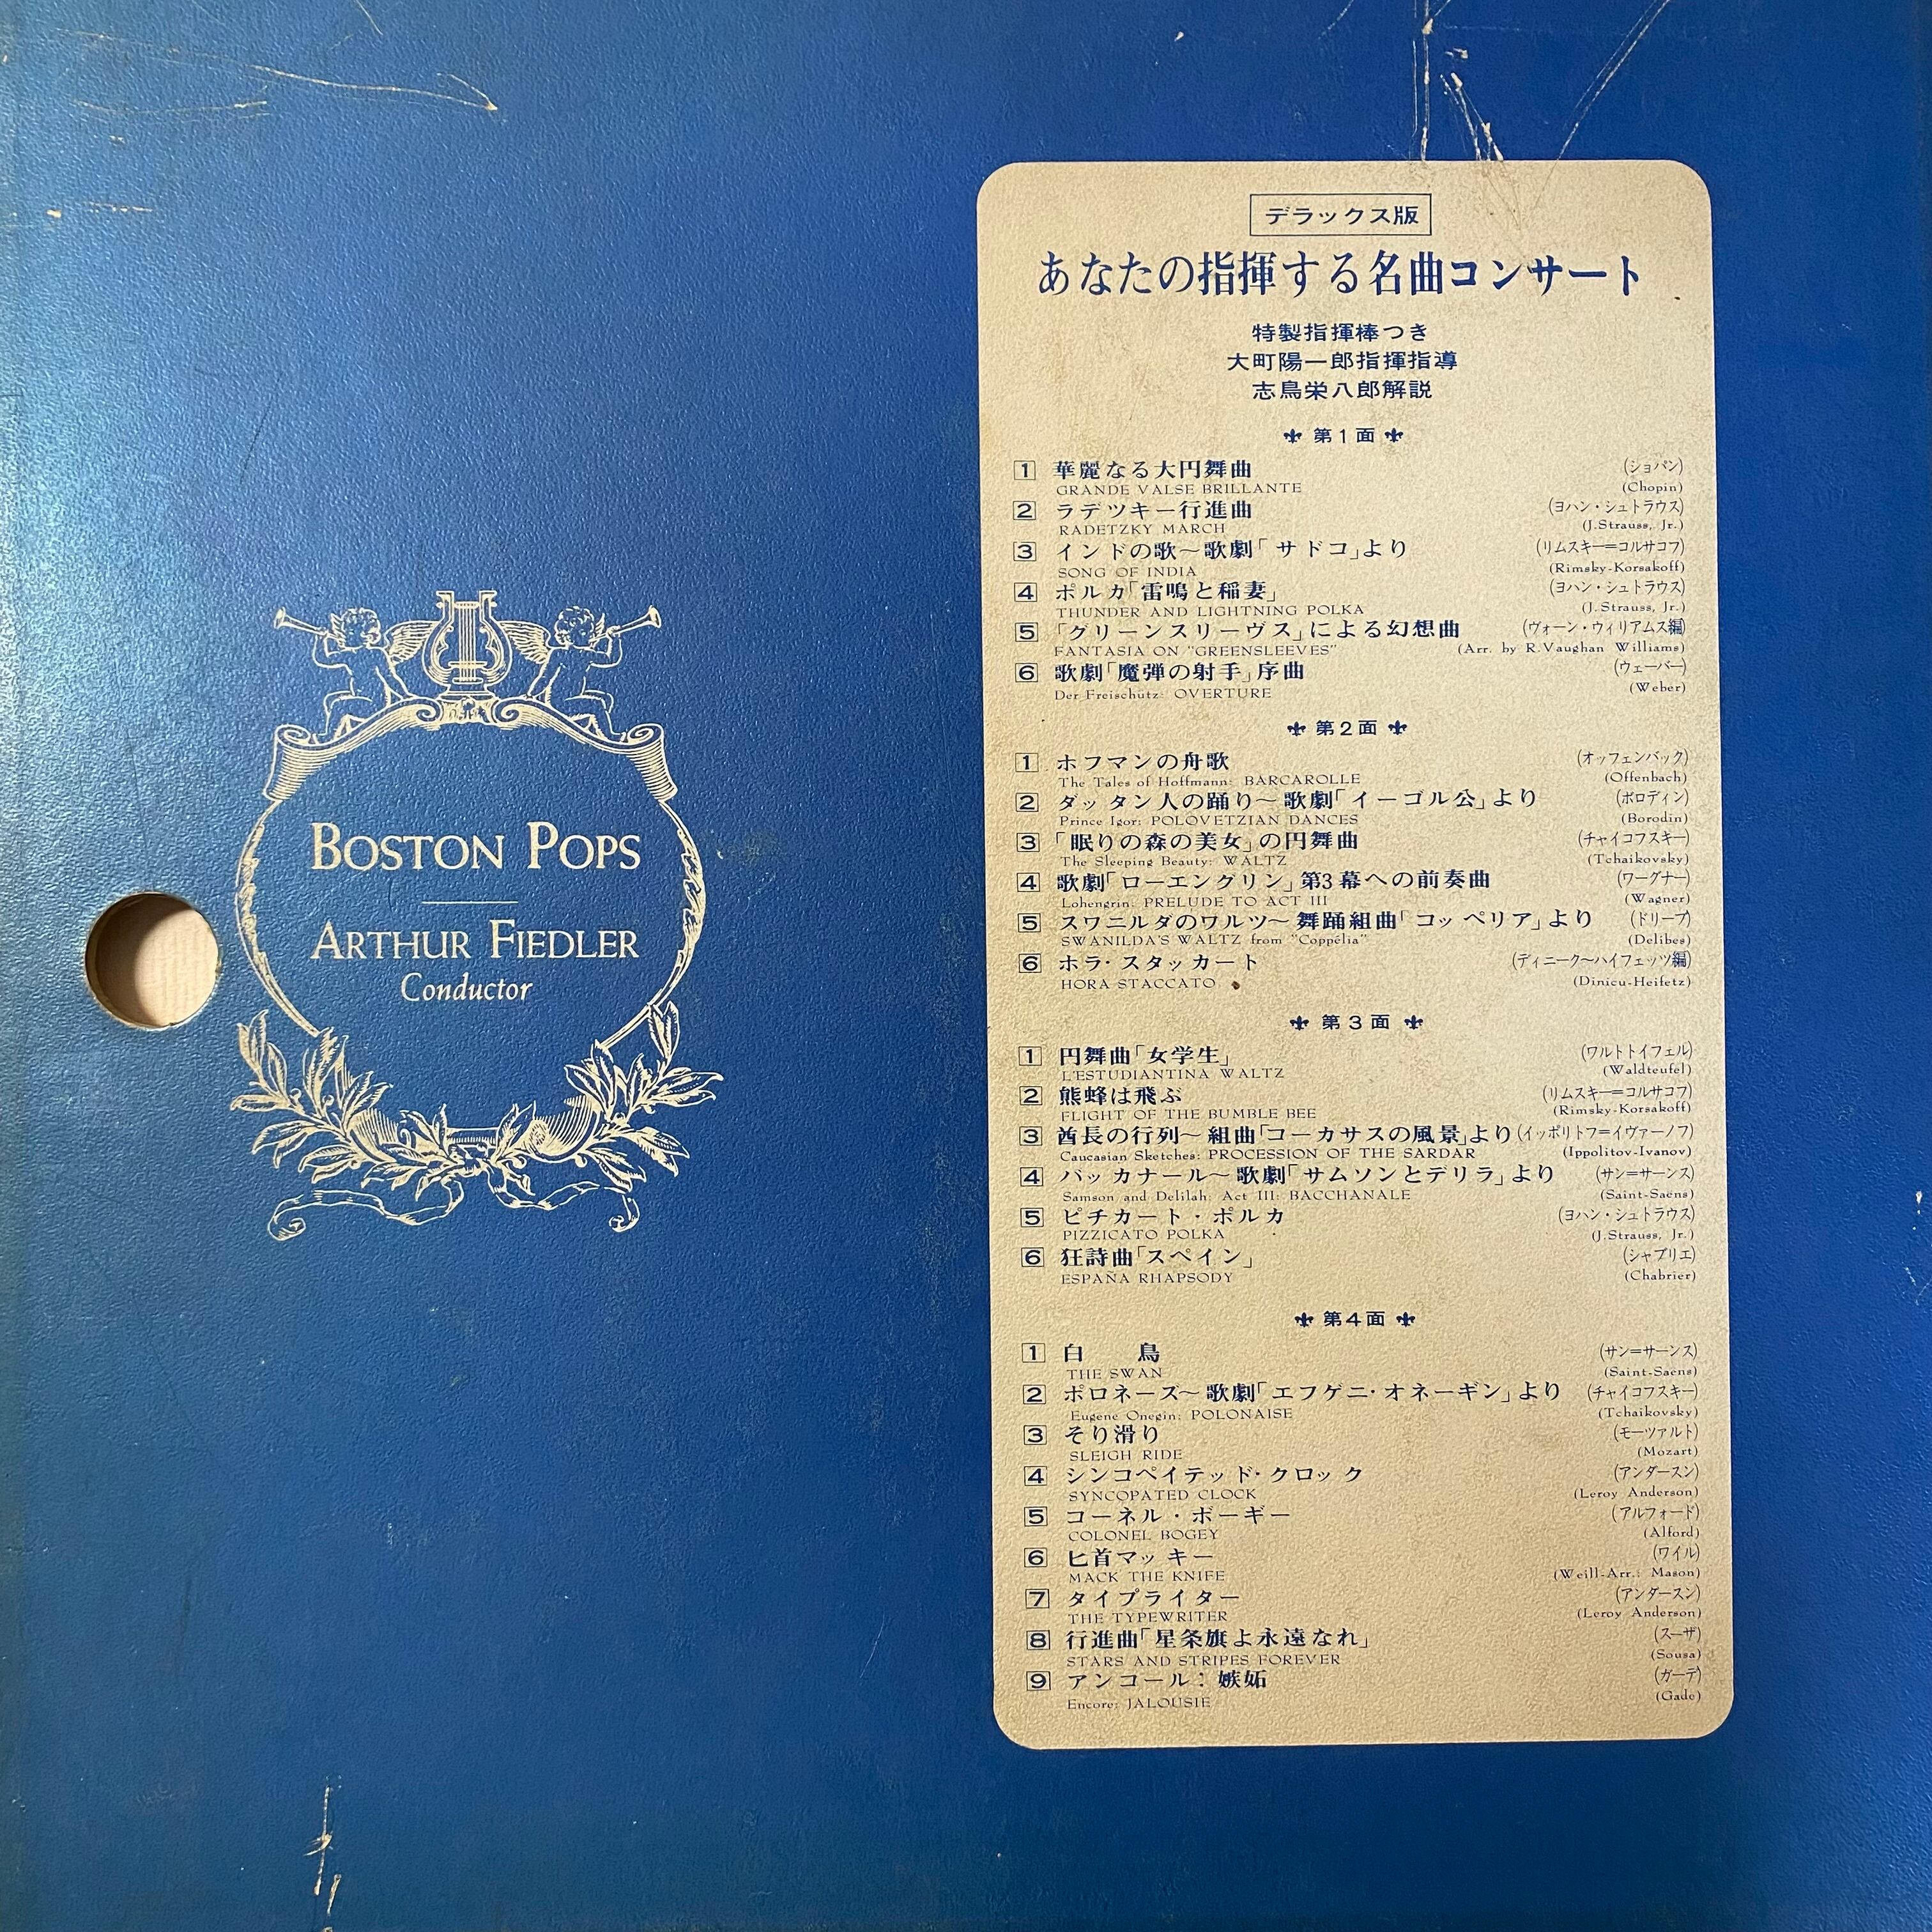 BOSTON POPS
ARTHUR FIEDLER
Conductor
デラックス版
あなたの指揮する名曲コンサート
特製指揮棒つき
大町陽一郎指揮指導
志鳥栄八郎解説
第1面
1 華麗なる大円舞曲 (ショパン)
GRANDE VALSE BRILLANTE (Chopin)
2 ラデツキー行進曲 (ヨハン・シュトラウス)
RADETZKY MARCH (J.Strauss, Jr.)
3 インドの歌〜歌劇「サドコ」より (リムスキー=コルサコフ)
SONG OF INDIA (Rimsky-Korsakoff)
4 ポルカ「雷鳴と稲妻」 (ヨハン・シュトラウス)
THUNDER AND LIGHTNING POLKA (J.Strauss, Jr.)
5 「グリーンスリーヴス」による幻想曲 (ヴォーン・ウィリアムス編)
FANTASIA ON "GREENSLEEVES" (Arr. by R.Vaughan Williams)
6 歌劇「魔弾の射手」序曲 (ウェーバー)
Der Freischütz: OVERTURE (Weber)
第2面
1 ホフマンの舟歌 (オッフェンバック)
The Tales of Hoffmann: BARCAROLLE (Offenbach)
2 ダッタン人の踊り〜歌劇「イーゴル公」より (ボロディン)
Prince Igor: POLOVETZIAN DANCES (Borodin)
3 「眠りの森の美女」の円舞曲 (チャイコフスキー)
The Sleeping Beauty: WALTZ (Tchaikovsky)
4 歌劇「ローエングリン」第3幕への前奏曲 (ワーグナー)
Lohengrin: PRELUDE TO ACT III (Wagner)
5 スワニルダのワルツ〜舞踊組曲「コッペリア」より (ドリーブ)
SWANILDA'S WALTZ from "Coppélia" (Delibes)
6 ホラ・スタッカート (ディニーク〜ハイフェッツ編)
HORA STACCATO (Dinicu-Heifetz)
第3面
1 円舞曲「女学生」 (ワルトトイフェル)
L'ESTUDIANTINA WALTZ (Waldteufel)
2 熊蜂は飛ぶ (リムスキー=コルサコフ)
FLIGHT OF THE BUMBLE BEE (Rimsky-Korsakoff)
3 酋長の行列〜組曲「コーカサスの風景」より (イッポリトフ=イヴァーノフ)
Caucasian Sketches: PROCESSION OF THE SARDAR (Ippolitov-Ivanov)
4 バッカナール〜歌劇「サムソンとデリラ」より (サン=サーンス)
Samson and Delilah: Act III: BACCHANALE (Saint-Saëns)
5 ピチカート・ポルカ (ヨハン・シュトラウス)
PIZZICATO POLKA (J.Strauss, Jr.)
6 狂詩曲「スペイン」 (シャブリエ)
ESPAÑA RHAPSODY (Chabrier)
第4面
1 白 鳥 (サン=サーンス)
THE SWAN (Saint-Saëns)
2 ポロネーズ〜歌劇「エフゲニ・オネーギン」より (チャイコフスキー)
Eugene Onegin: POLONAISE (Tchaikovsky)
3 そり滑り (モーツァルト)
SLEIGH RIDE (Mozart)
4 シンコペイテッド・クロック (アンダースン)
SYNCOPATED CLOCK (Leroy Anderson)
5 コーネル・ボーギー (アルフォード)
COLONEL BOGEY (Alford)
6 匕首マッキー (ワイル)
MACK THE KNIFE (Weill-Arr.: Mason)
7 タイプライター (アンダースン)
THE TYPEWRITER (Leroy Anderson)
8 行進曲「星条旗よ永遠なれ」 (スーザ)
STARS AND STRIPES FOREVER (Sousa)
9 アンコール：嫉妬 (ガーデ)
Encore: JALOUSIE (Gade)